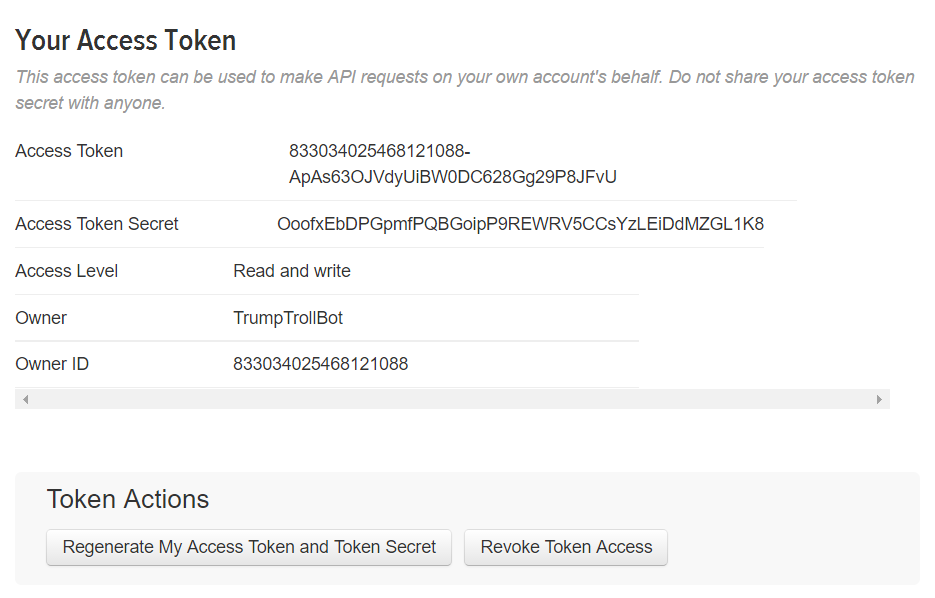 Your Access Token
This access token can be used to make API requests on your own account's behalf. Do not share your access token
secret with anyone.
Access Token 833034025468121088-
ApAs63OJVdyUiBW0DC628Gg29P8JFvU
Access Token Secret OoofxEbDPGpmfPQBGoipP9REWRV5CCsYzLEiDdMZGL1K8
Access Level Read and write
Owner TrumpTrollBot
Owner ID 833034025468121088
Token Actions
Regenerate My Access Token and Token Secret Revoke Token Access